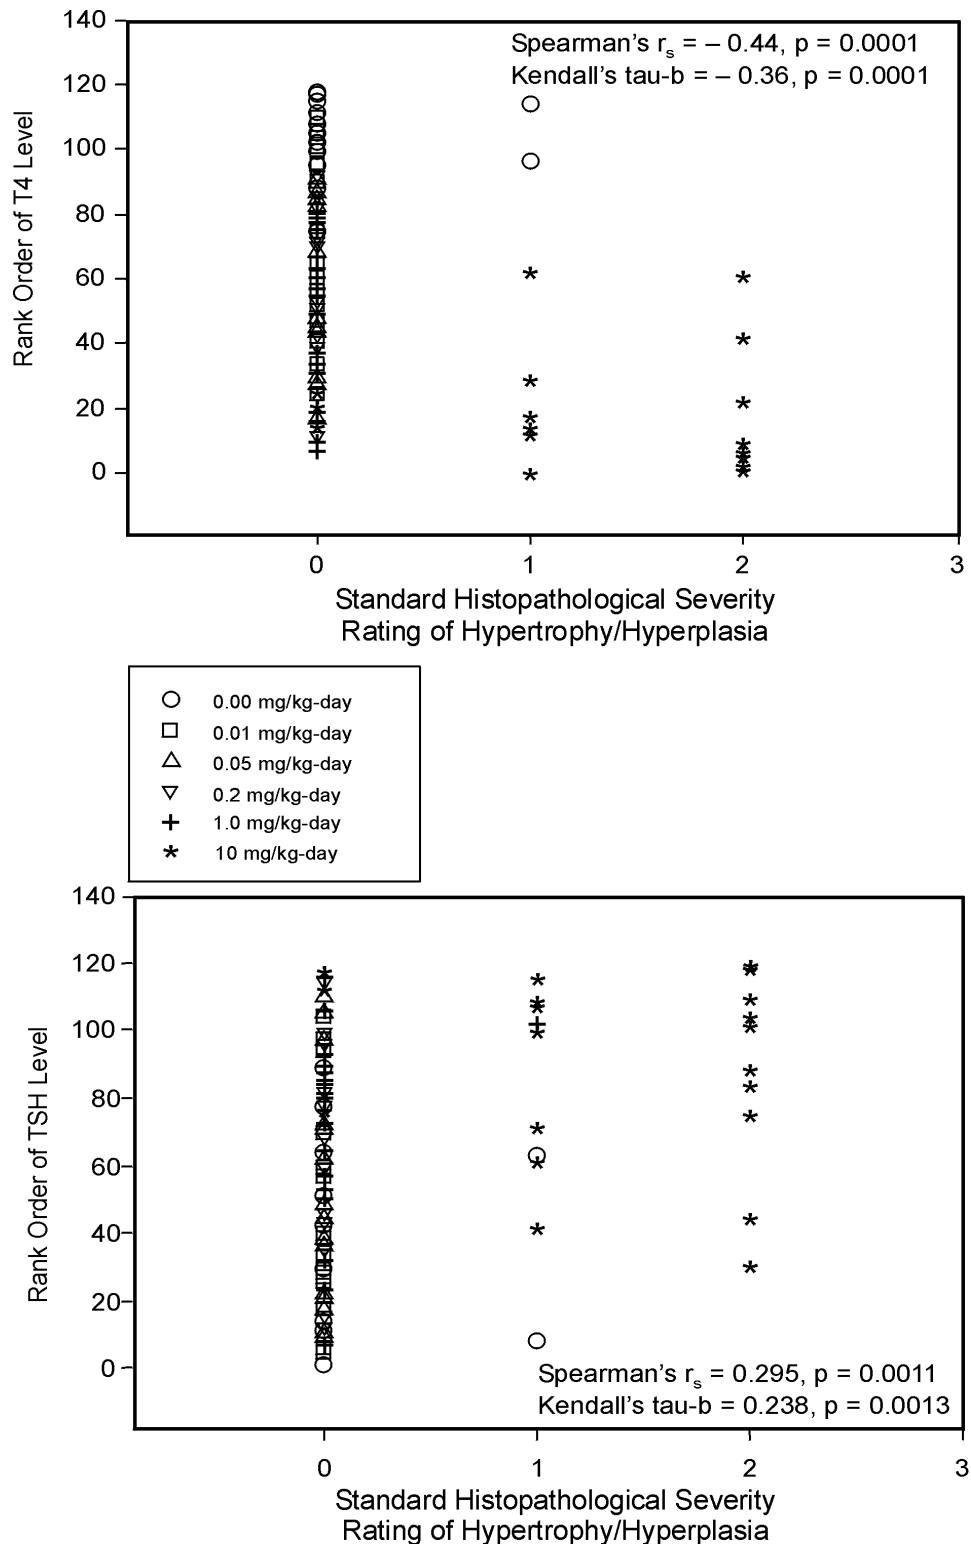 Spearman's rs = – 0.44, p = 0.0001
Kendall's tau-b = – 0.36, p = 0.0001
Rank Order of T4 Level
140
120
100
80
60
40
20
0
0 1 2 3
Standard Histopathological Severity
Rating of Hypertrophy/Hyperplasia
0.00 mg/kg-day
0.01 mg/kg-day
0.05 mg/kg-day
0.2 mg/kg-day
1.0 mg/kg-day
10 mg/kg-day
Rank Order of TSH Level
140
120
100
80
60
40
20
0
Spearman's rs = 0.295, p = 0.0011
Kendall's tau-b = 0.238, p = 0.0013
0 1 2 3
Standard Histopathological Severity
Rating of Hypertrophy/Hyperplasia